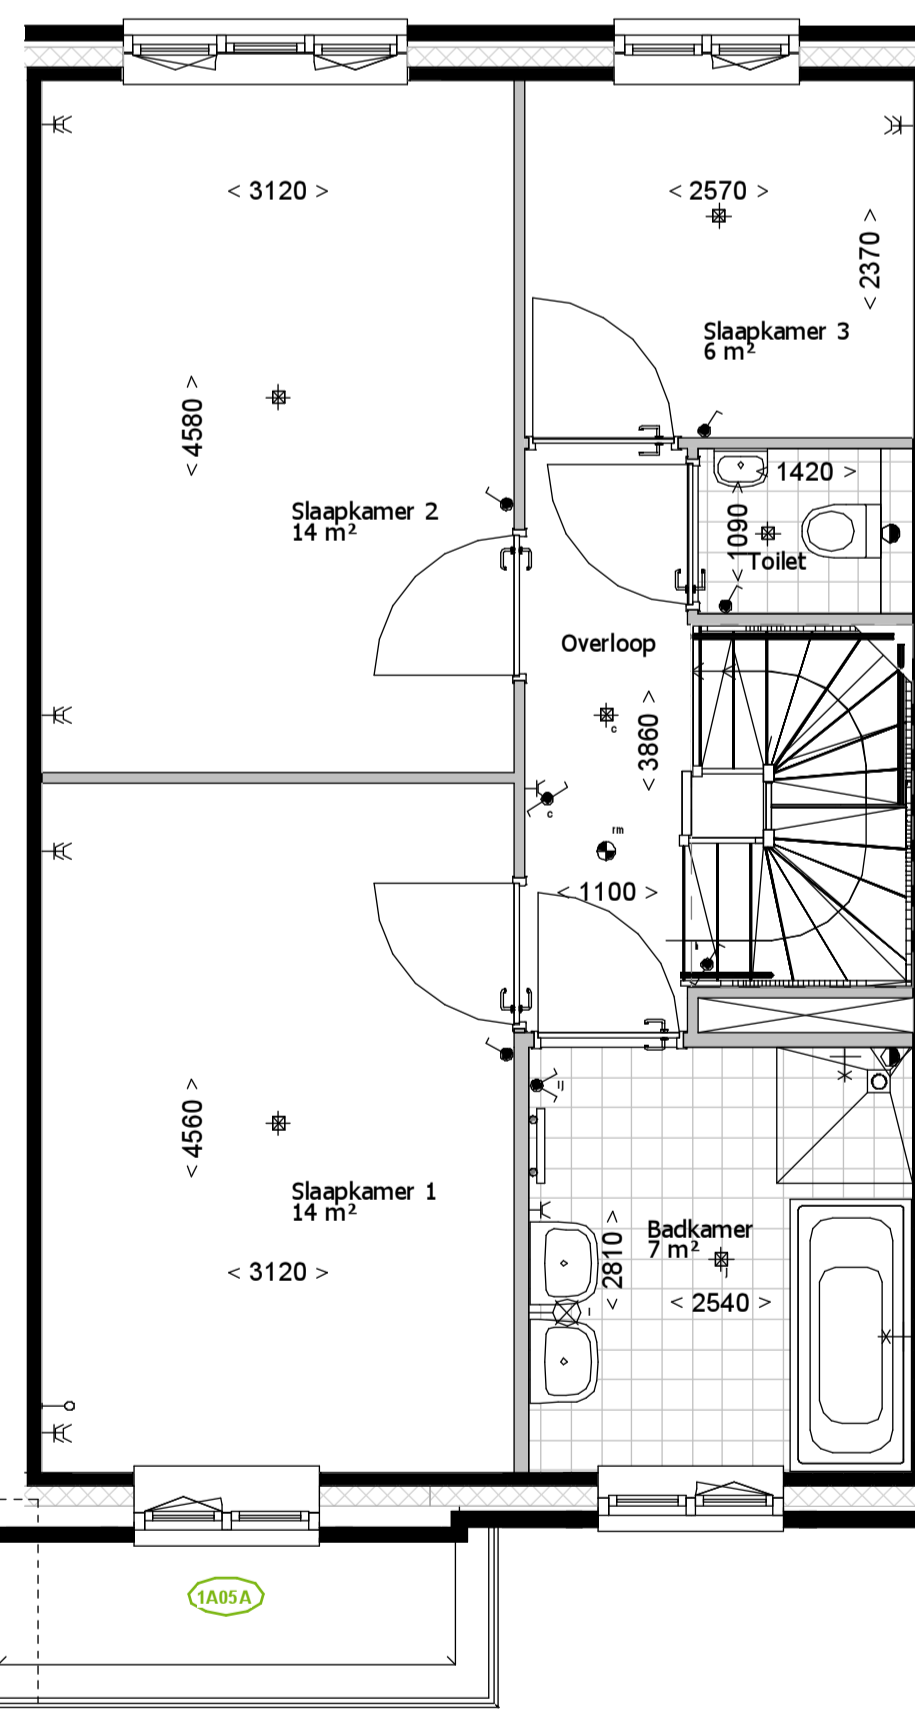 < 3120 >
< 2570 >
< 2370 >
Slaapkamer 3
6 m²
< 4580 >
< 1420 >
Slaapkamer 2
14 m²
< 1090 >
Toilet
Overloop
< 3860 >
c
c
rm
< 1100 >
< 4560 >
Slaapkamer 1
14 m²
Badkamer
7 m²
< 2810 >
< 3120 >
< 2540 >
1A05A